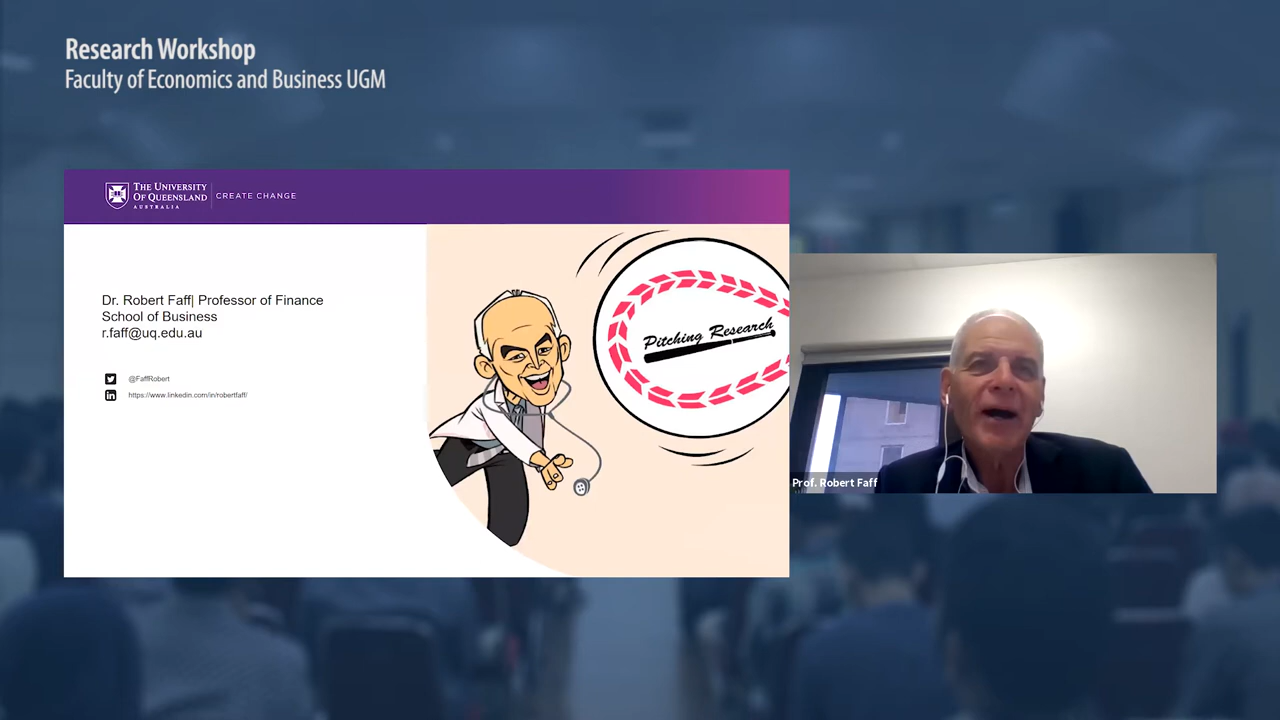 Research Workshop
Faculty of Economics and Business UGM
THE UNIVERSITY
OF QUEENSLAND
AUSTRALIA
CREATE CHANGE
Dr. Robert Faff| Professor of Finance
School of Business
r.faff@uq.edu.au
@FaffRobert
https://www.linkedin.com/in/robertfaff/
Pitching Research
Prof. Robert Faff